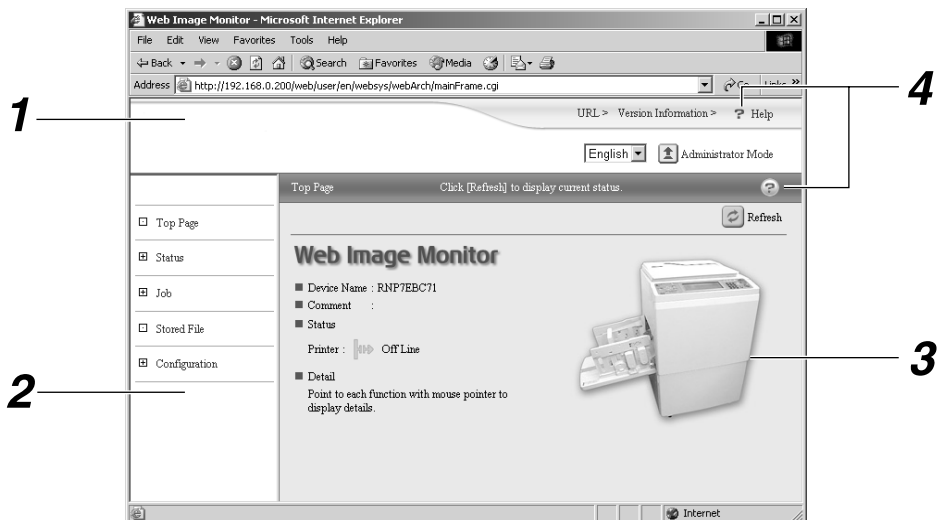 Web Image Monitor - Microsoft Internet Explorer
File Edit View Favorites Tools Help
Back Search Favorites Media
Address http://192.168.0.200/web/user/en/websys/webArch/mainFrame.cgi Go Links »
1
4
URL > Version Information > ? Help
English Administrator Mode
Top Page Click [Refresh] to display current status. ?
Refresh
Top Page
Status
Job
Stored File
Configuration
Web Image Monitor
Device Name : RNP7EBC71
Comment :
Status
Printer : Off Line
Detail
Point to each function with mouse pointer to
display details.
2
3
Internet